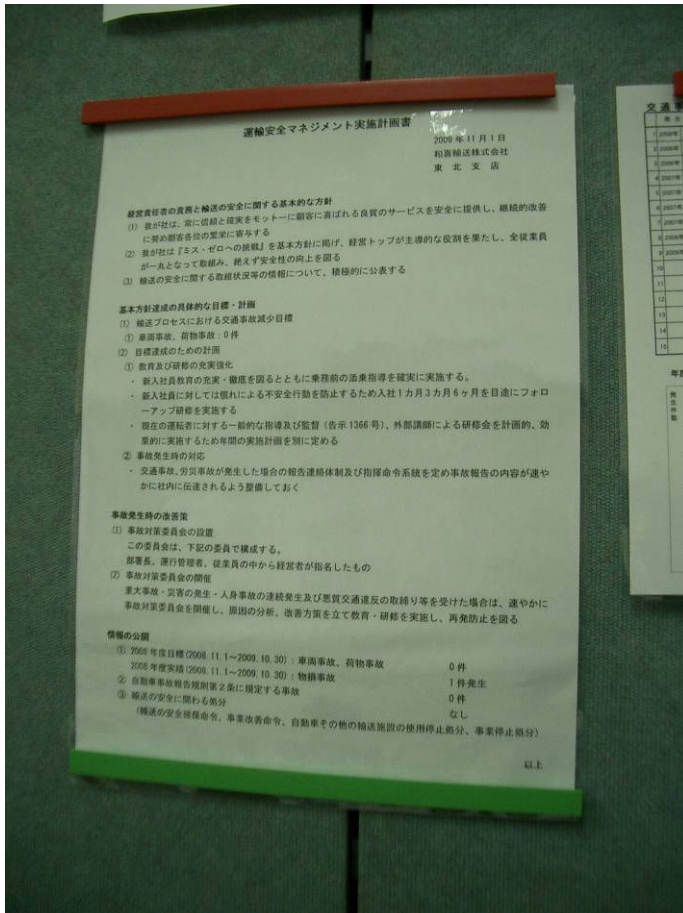 運輸安全マネジメント実施計画書
2009年11月1日
和喜輸送株式会社
東北支店
経営責任者の責務と輸送の安全に関する基本的な方針
(1) 我が社は、常に信頼と確実をモットーに顧客に喜ばれる良質のサービスを安全に提供し、継続的改善
に努め顧客各位の繁栄に寄与する
(2) 我が社は『ミス・ゼロへの挑戦』を基本方針に掲げ、経営トップが主導的な役割を果たし、全従業員
が一丸となって取組み、絶えず安全性の向上を図る
(3) 輸送の安全に関する取組状況等の情報について、積極的に公表する
基本方針達成の具体的な目標・計画
(1) 輸送プロセスにおける交通事故減少目標
① 車両事故、荷物事故：0件
(2) 目標達成のための計画
① 教育及び研修の充実強化
・ 新入社員教育の充実・徹底を図るとともに乗務前の添乗指導を確実に実施する。
・ 新入社員に対しては慣れによる不安全行動を防止するため入社1カ月3カ月6ヶ月を目途にフォロ
ーアップ研修を実施する
・ 現在の運転者に対する一般的な指導及び監督（告示1366号）、外部講師による研修会を計画的、効
果的に実施するため年間の実施計画を別に定める
② 事故発生時の対応
・ 交通事故、労災事故が発生した場合の報告連絡体制及び指揮命令系統を定め事故報告の内容が速や
かに社内に伝達されるよう整備しておく
事故発生時の改善策
(1) 事故対策委員会の設置
この委員会は、下記の委員で構成する。
部署長、運行管理者、従業員の中から経営者が指名したもの
(2) 事故対策委員会の開催
重大事故・災害の発生・人身事故の連続発生及び悪質交通違反の取締り等を受けた場合は、速やかに
事故対策委員会を開催し、原因の分析、改善方策を立て教育・研修を実施し、再発防止を図る
情報の公開
① 2008年度目標(2008.11.1～2009.10.30)：車両事故、荷物事故 0件
2008年度実績(2008.11.1～2009.10.30)：物損事故 1件発生
② 自動車事故報告規則第2条に規定する事故 0件
③ 輸送の安全に関わる処分 なし
(輸送の安全確保命令、事業改善命令、自動車その他の輸送施設の使用停止処分、事業停止処分)
以上
交通事
1 2009年
2 2009年
3 2008年
4 2007年
10
11
12
13
14
15
年度
発生件数